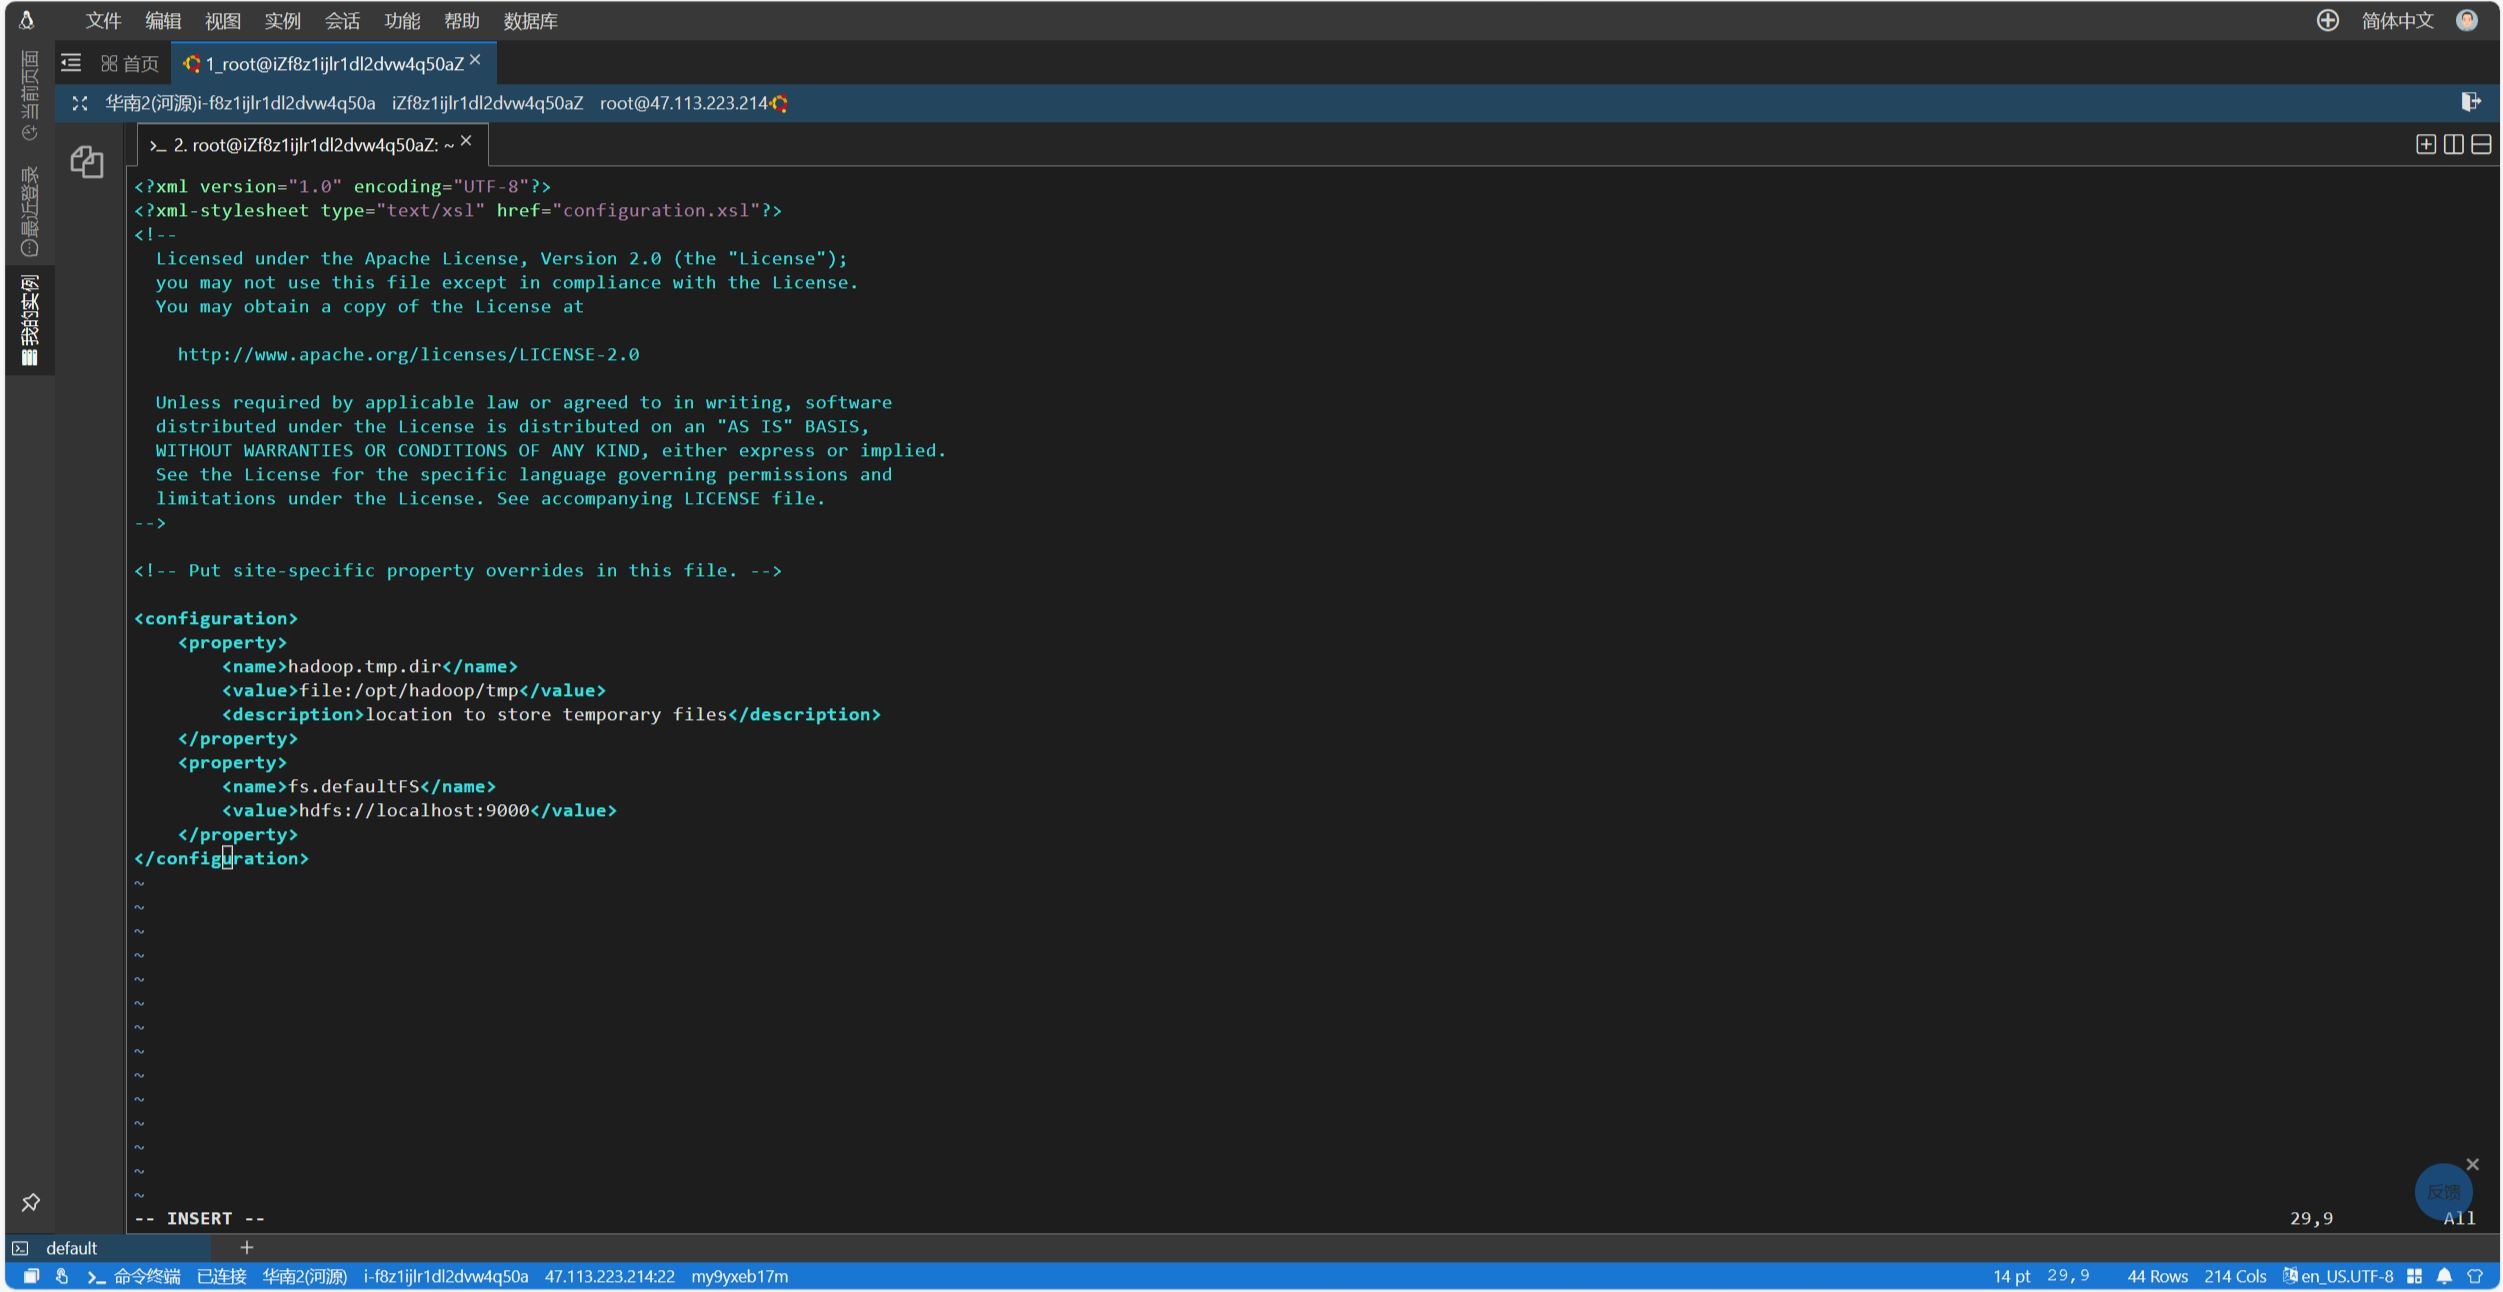 文件 编辑 视图 实例 会话 功能 帮助 数据库 简体中文
首页 1_root@iZf8z1ijlr1dl2dvw4q50aZ
华南2(河源)i-f8z1ijlr1dl2dvw4q50a iZf8z1ijlr1dl2dvw4q50aZ root@47.113.223.214
当前页面
最近登录
我的实例
>_ 2. root@iZf8z1ijlr1dl2dvw4q50aZ: ~
<?xml version="1.0" encoding="UTF-8"?>
<?xml-stylesheet type="text/xsl" href="configuration.xsl"?>
<!--
  Licensed under the Apache License, Version 2.0 (the "License");
  you may not use this file except in compliance with the License.
  You may obtain a copy of the License at
    http://www.apache.org/licenses/LICENSE-2.0
  Unless required by applicable law or agreed to in writing, software
  distributed under the License is distributed on an "AS IS" BASIS,
  WITHOUT WARRANTIES OR CONDITIONS OF ANY KIND, either express or implied.
  See the License for the specific language governing permissions and
  limitations under the License. See accompanying LICENSE file.
-->
<!-- Put site-specific property overrides in this file. -->
<configuration>
    <property>
        <name>hadoop.tmp.dir</name>
        <value>file:/opt/hadoop/tmp</value>
        <description>location to store temporary files</description>
    </property>
    <property>
        <name>fs.defaultFS</name>
        <value>hdfs://localhost:9000</value>
    </property>
</configuration>
~
~
~
~
~
~
~
~
~
~
~
~
~
~
反馈
-- INSERT -- 29,9 All
default +
命令终端 已连接 华南2(河源) i-f8z1ijlr1dl2dvw4q50a 47.113.223.214:22 my9yxeb17m 14 pt 29,9 44 Rows 214 Cols en_US.UTF-8